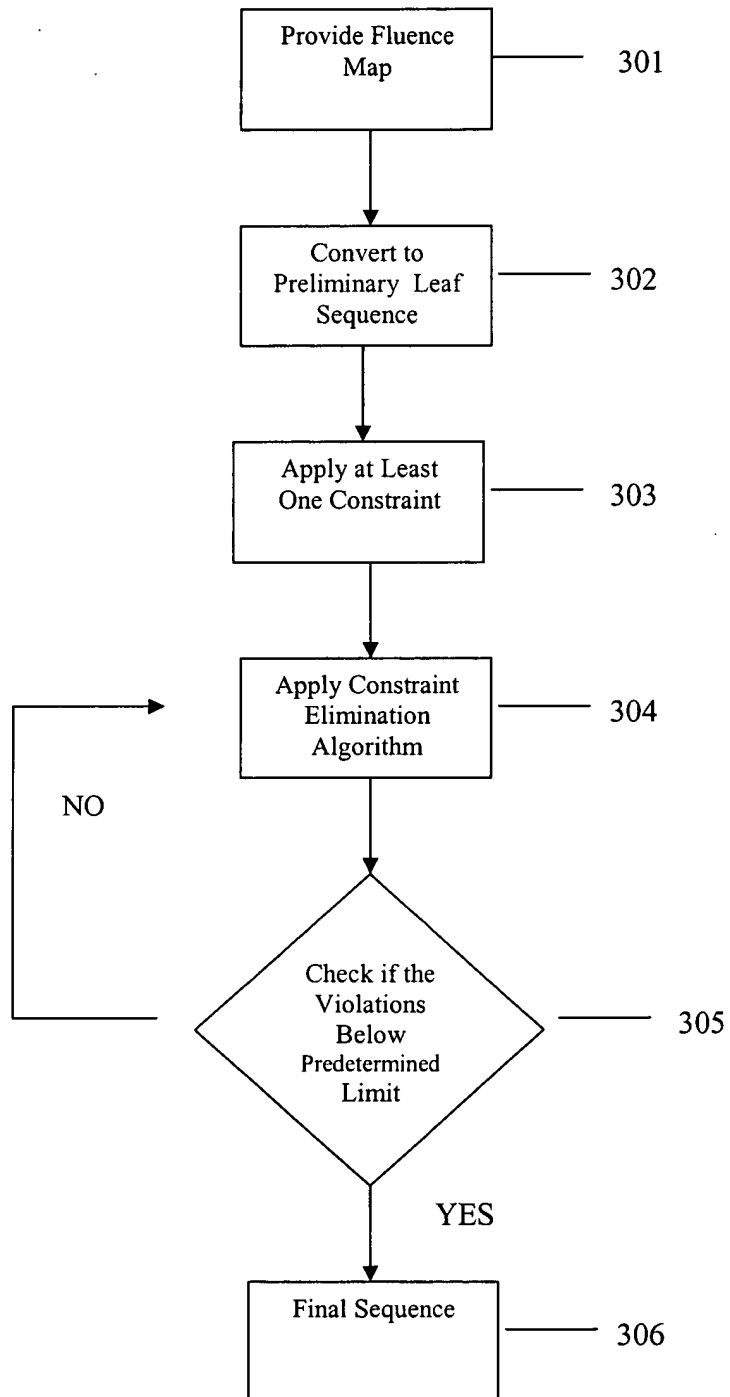 Provide Fluence
Map
301
Convert to
Preliminary Leaf
Sequence
302
Apply at Least
One Constraint
303
Apply Constraint
Elimination
Algorithm
304
NO
Check if the
Violations
Below
Predetermined
Limit
305
YES
Final Sequence
306